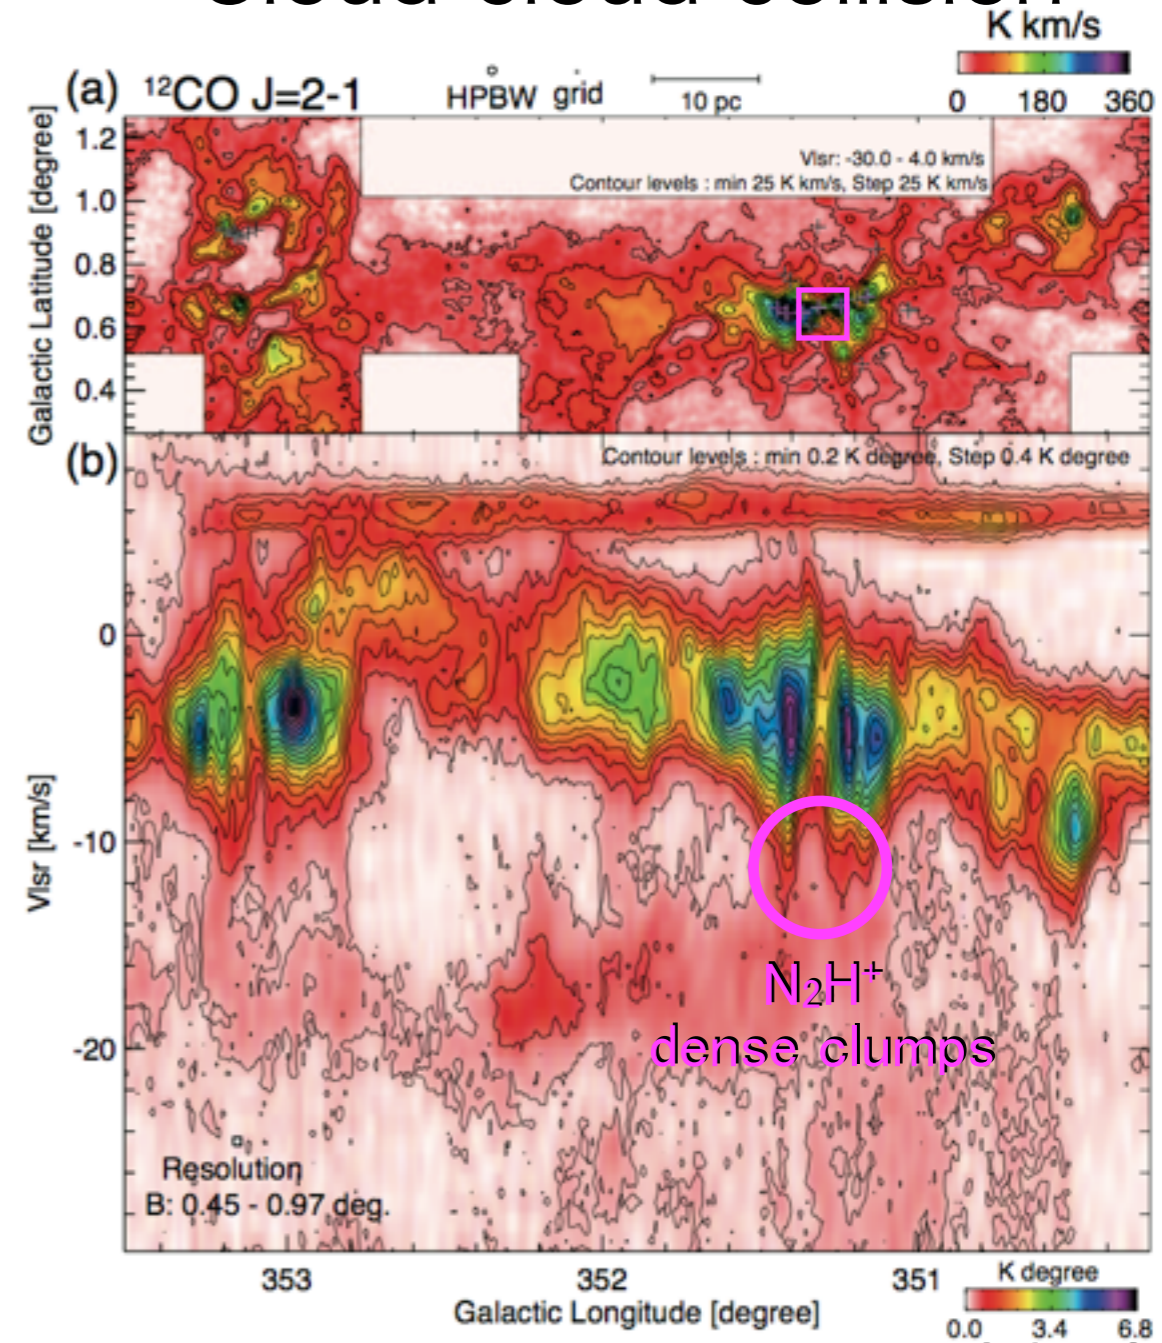 Cloud-cloud collision
K km/s
(a) ¹²CO J=2-1
HPBW grid
10 pc
0 180 360
Vlsr: -30.0 - 4.0 km/s
Contour levels : min 25 K km/s, Step 25 K km/s
Galactic Latitude [degree]
1.2
1.0
0.8
0.6
0.4
(b)
Contour levels : min 0.2 K degree, Step 0.4 K degree
Vlsr [km/s]
0
-10
-20
N₂H⁺
dense clumps
Resolution
B: 0.45 - 0.97 deg.
353 352 351
Galactic Longitude [degree]
K degree
0.0 3.4 6.8